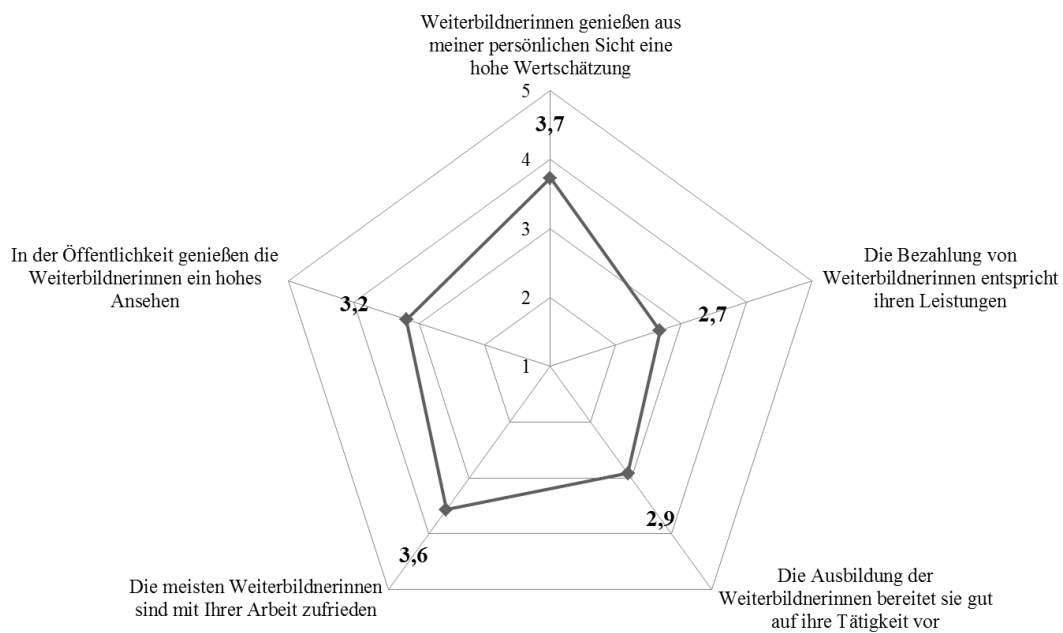 Weiterbildnerinnen genießen aus
meiner persönlichen Sicht eine
hohe Wertschätzung
5
3,7
4
3
2
1
In der Öffentlichkeit genießen die
Weiterbildnerinnen ein hohes
Ansehen
3,2
Die Bezahlung von
Weiterbildnerinnen entspricht
ihren Leistungen
2,7
2,9
3,6
Die meisten Weiterbildnerinnen
sind mit Ihrer Arbeit zufrieden
Die Ausbildung der
Weiterbildnerinnen bereitet sie gut
auf ihre Tätigkeit vor